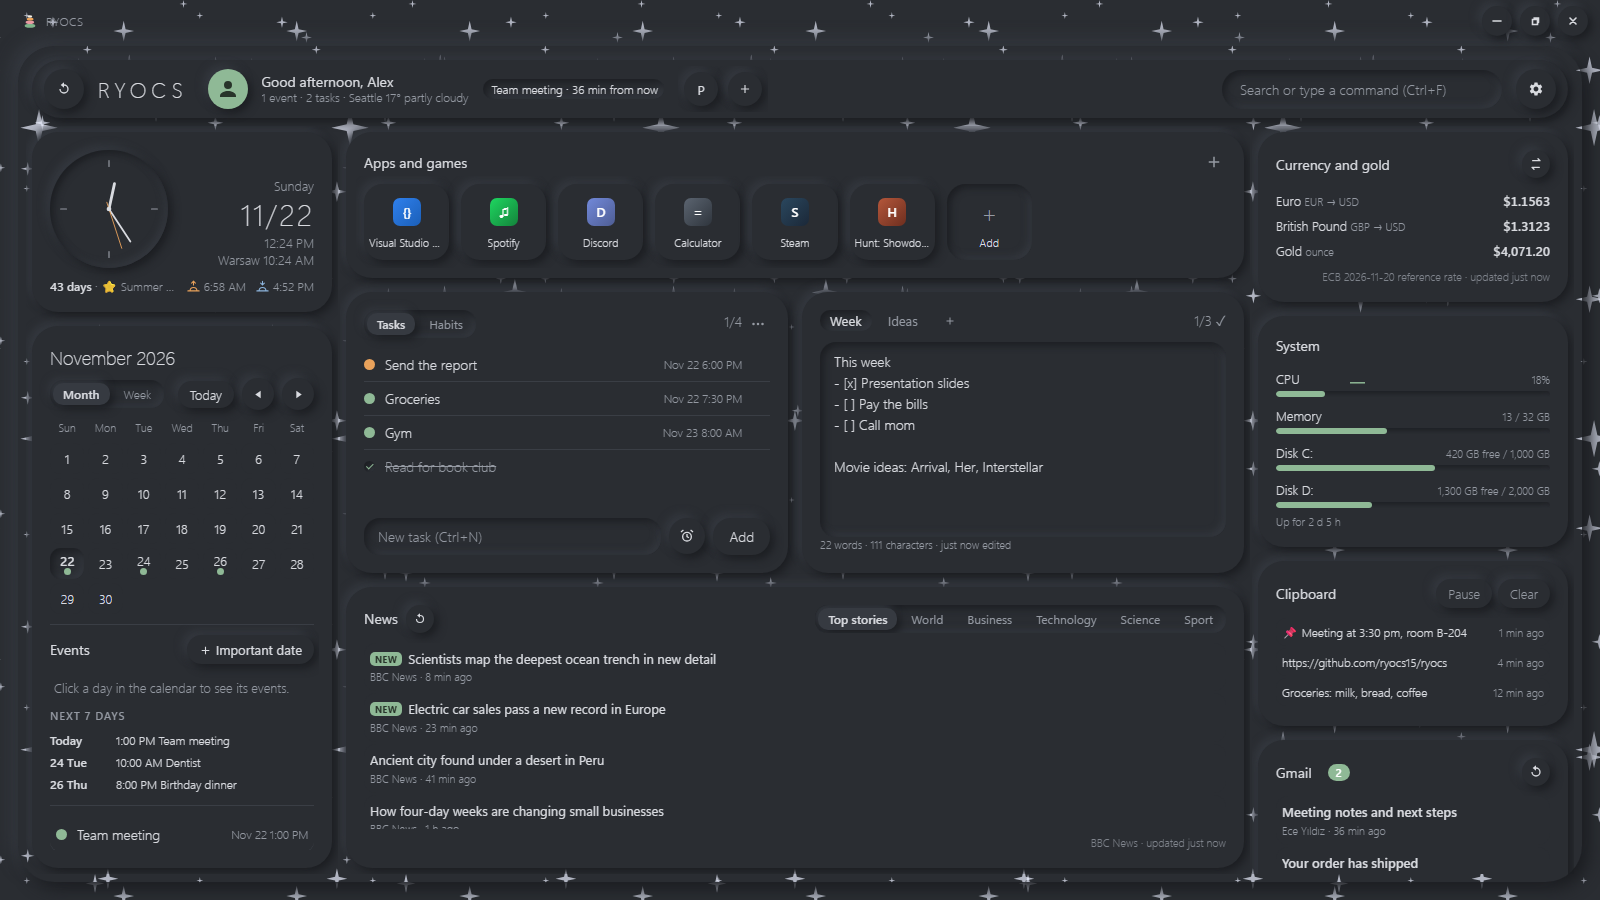 RYOCS
RYOCS
Good afternoon, Alex
1 event · 2 tasks · Seattle 17° partly cloudy
Team meeting · 36 min from now
P
+
Search or type a command (Ctrl+F)
Sunday
11/22
12:24 PM
Warsaw 10:24 AM
43 days · ⭐ Summer ...
6:58 AM
4:52 PM
November 2026
Month
Week
Today
Sun Mon Tue Wed Thu Fri Sat
1 2 3 4 5 6 7
8 9 10 11 12 13 14
15 16 17 18 19 20 21
22 23 24 25 26 27 28
29 30
Events
+ Important date
Click a day in the calendar to see its events.
NEXT 7 DAYS
Today 1:00 PM Team meeting
24 Tue 10:00 AM Dentist
26 Thu 8:00 PM Birthday dinner
Team meeting Nov 22 1:00 PM
Apps and games
+
{} 
Visual Studio ...
Spotify
D
Discord
=
Calculator
S
Steam
H
Hunt: Showdo...
+
Add
Tasks
Habits
1/4 ...
Send the report Nov 22 6:00 PM
Groceries Nov 22 7:30 PM
Gym Nov 23 8:00 AM
✓ Read for book club
New task (Ctrl+N)
Add
Week
Ideas
+
1/3 ✓
This week
- [x] Presentation slides
- [ ] Pay the bills
- [ ] Call mom
Movie ideas: Arrival, Her, Interstellar
22 words · 111 characters · just now edited
News
Top stories
World
Business
Technology
Science
Sport
NEW Scientists map the deepest ocean trench in new detail
BBC News · 8 min ago
NEW Electric car sales pass a new record in Europe
BBC News · 23 min ago
Ancient city found under a desert in Peru
BBC News · 41 min ago
How four-day weeks are changing small businesses
BBC News · 1 h ago
BBC News · updated just now
Currency and gold
Euro EUR → USD $1.1563
British Pound GBP → USD $1.3123
Gold ounce $4,071.20
ECB 2026-11-20 reference rate · updated just now
System
CPU 18%
Memory 13 / 32 GB
Disk C: 420 GB free / 1,000 GB
Disk D: 1,300 GB free / 2,000 GB
Up for 2 d 5 h
Clipboard
Pause
Clear
📌 Meeting at 3:30 pm, room B-204 1 min ago
https://github.com/ryocs15/ryocs 4 min ago
Groceries: milk, bread, coffee 12 min ago
Gmail 2
Meeting notes and next steps
Ece Yıldız · 36 min ago
Your order has shipped